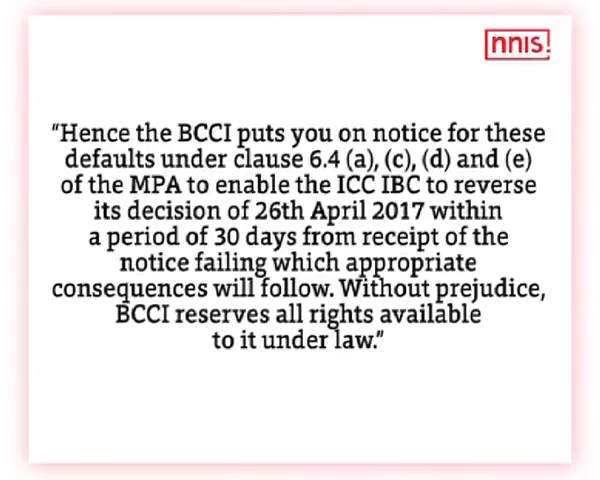 nnis!
“Hence the BCCI puts you on notice for these
defaults under clause 6.4 (a), (c), (d) and (e)
of the MPA to enable the ICC IBC to reverse
its decision of 26th April 2017 within
a period of 30 days from receipt of the
notice failing which appropriate
consequences will follow. Without prejudice,
BCCI reserves all rights available
to it under law.”